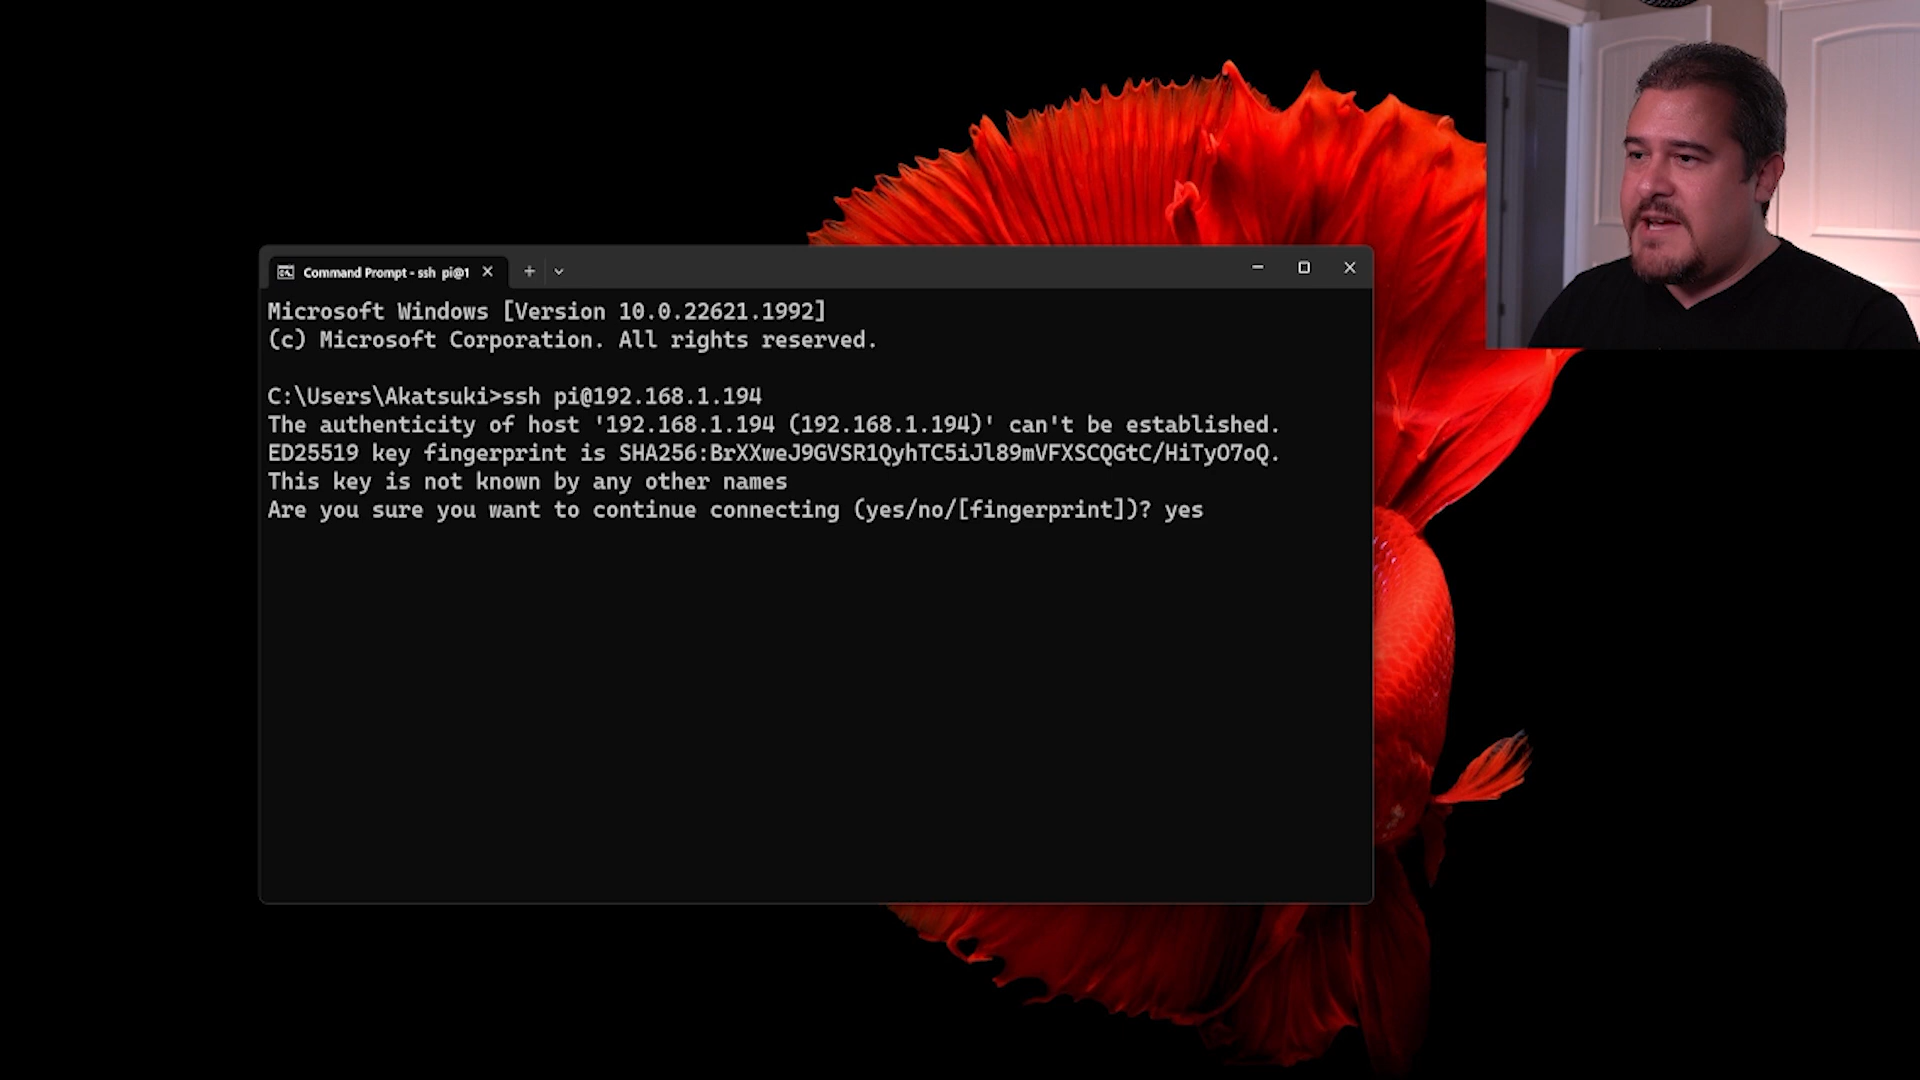 Command Prompt - ssh pi@1
Microsoft Windows [Version 10.0.22621.1992]
(c) Microsoft Corporation. All rights reserved.
C:\Users\Akatsuki>ssh pi@192.168.1.194
The authenticity of host '192.168.1.194 (192.168.1.194)' can't be established.
ED25519 key fingerprint is SHA256:BrXXweJ9GVSR1QyhTC5iJl89mVFXSCQGtC/HiTyO7oQ.
This key is not known by any other names
Are you sure you want to continue connecting (yes/no/[fingerprint])? yes